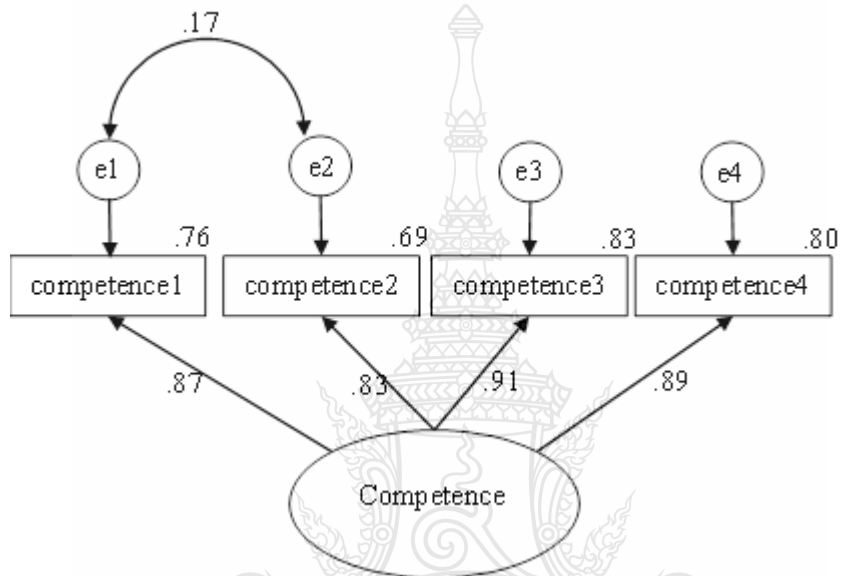 .17
e1 e2 e3 e4
.76 .69 .83 .80
competence1 competence2 competence3 competence4
.87 .83 .91 .89
Competence